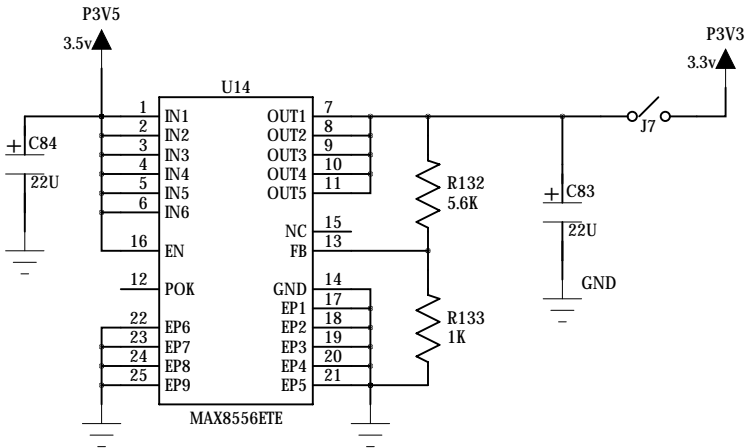 P3V5
3.5v
P3V3
3.3v
U14
1 IN1 OUT1 7
2 IN2 OUT2 8
3 IN3 OUT3 9
4 IN4 OUT4 10
5 IN5 OUT5 11
6 IN6
NC 15
16 EN FB 13
12 POK GND 14
EP1 17
22 EP6 EP2 18
23 EP7 EP3 19
24 EP8 EP4 20
25 EP9 EP5 21
MAX8556ETE
+ C84
22U
R132
5.6K
R133
1K
+ C83
22U
GND
J7